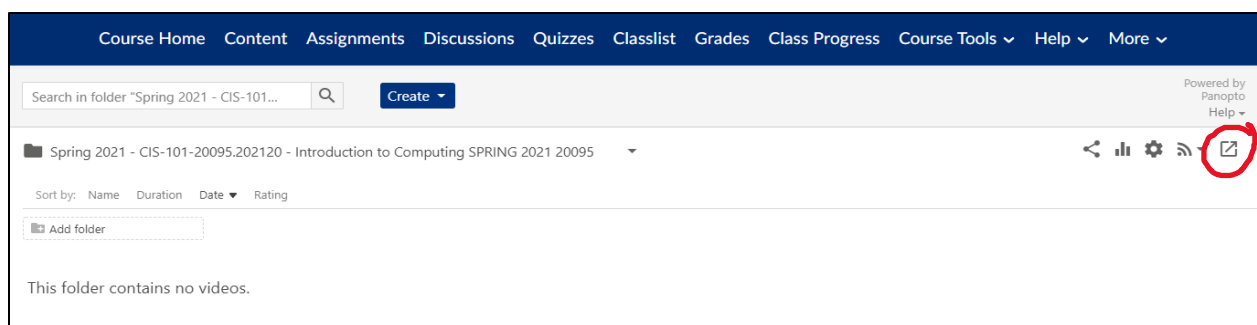 Course Home Content Assignments Discussions Quizzes Classlist Grades Class Progress Course Tools Help More
Search in folder "Spring 2021 - CIS-101...
Create
Powered by
Panopto
Help
Spring 2021 - CIS-101-20095.202120 - Introduction to Computing SPRING 2021 20095
Sort by: Name Duration Date Rating
Add folder
This folder contains no videos.